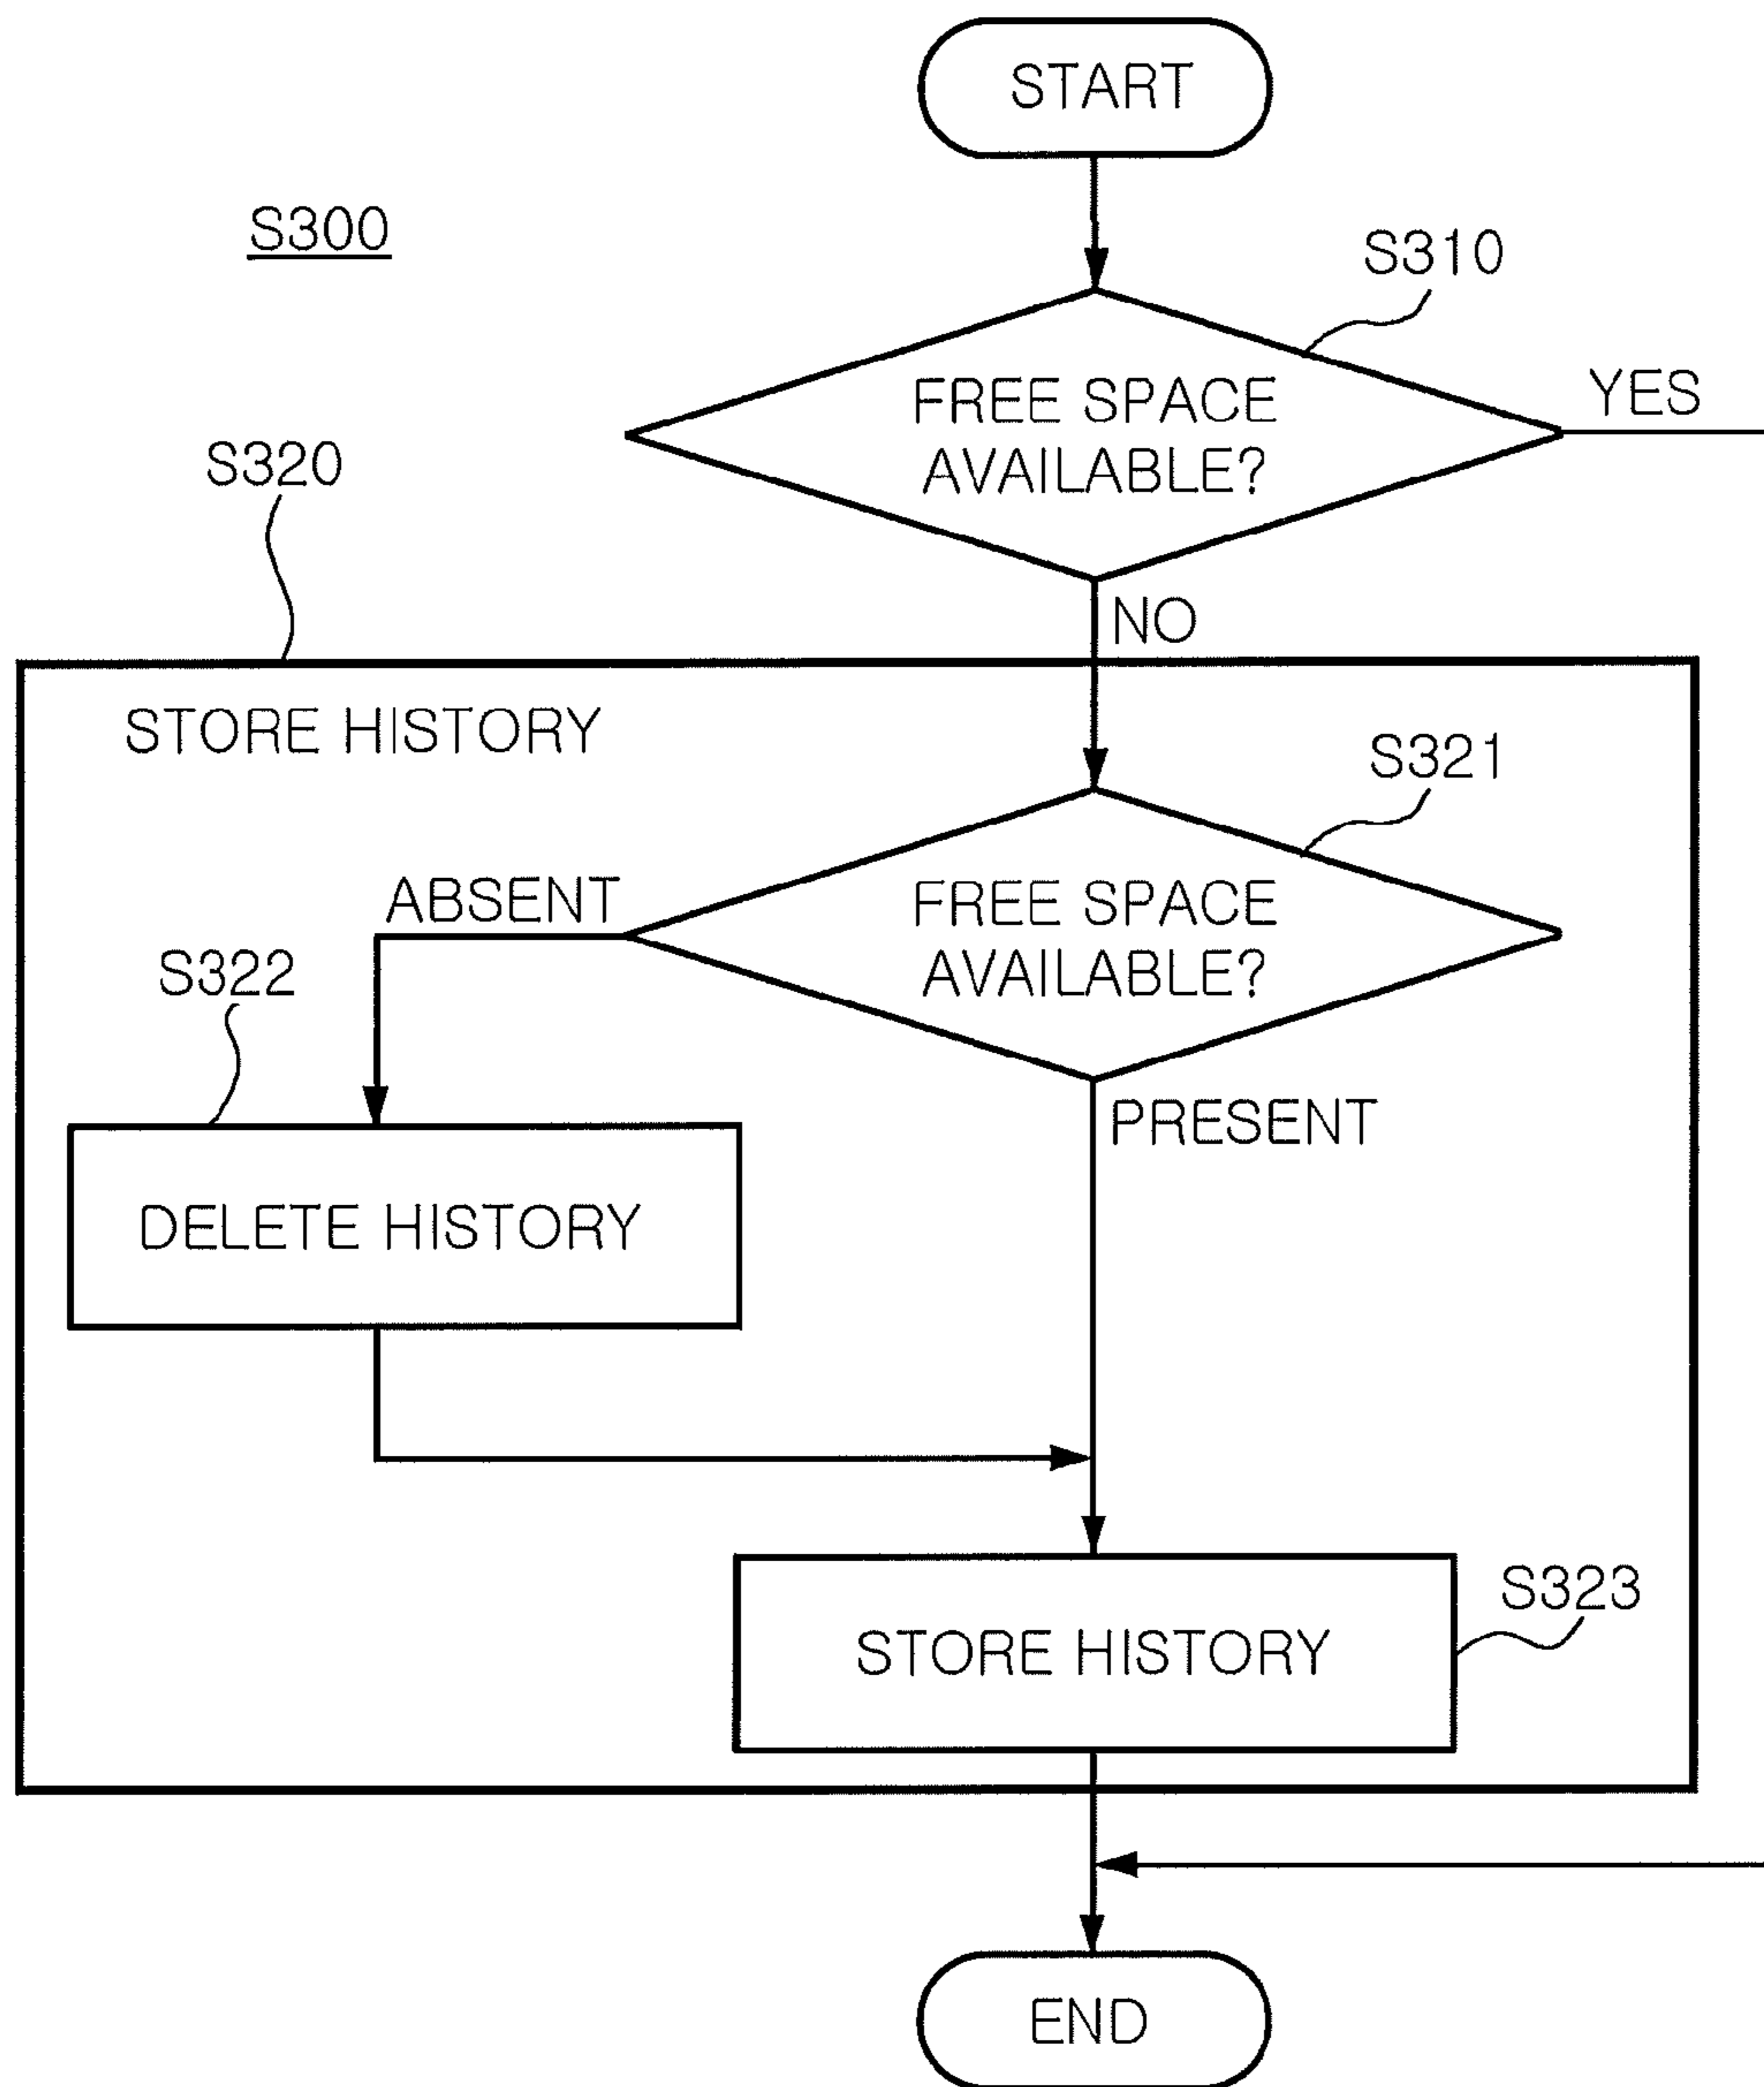 START
S300
S310
FREE SPACE
AVAILABLE?
YES
S320
NO
STORE HISTORY
S321
ABSENT
FREE SPACE
AVAILABLE?
S322
PRESENT
DELETE HISTORY
S323
STORE HISTORY
END